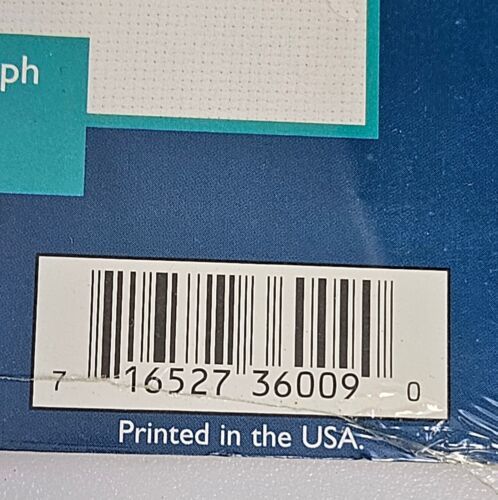 ph
7 16527 36009 0
Printed in the USA.